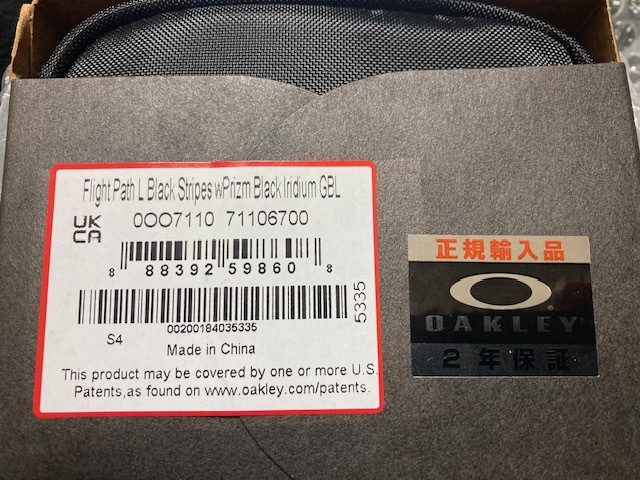 Flight Path L Black Stripes wPrizm Black Iridium GBL
UK
CA
0OO7110 71106700
8 88392 59860 8
00200184035335
5335
S4
Made in China
This product may be covered by one or more U.S.
Patents,as found on www.oakley.com/patents.
正規輸入品
OAKLEY
2年保証